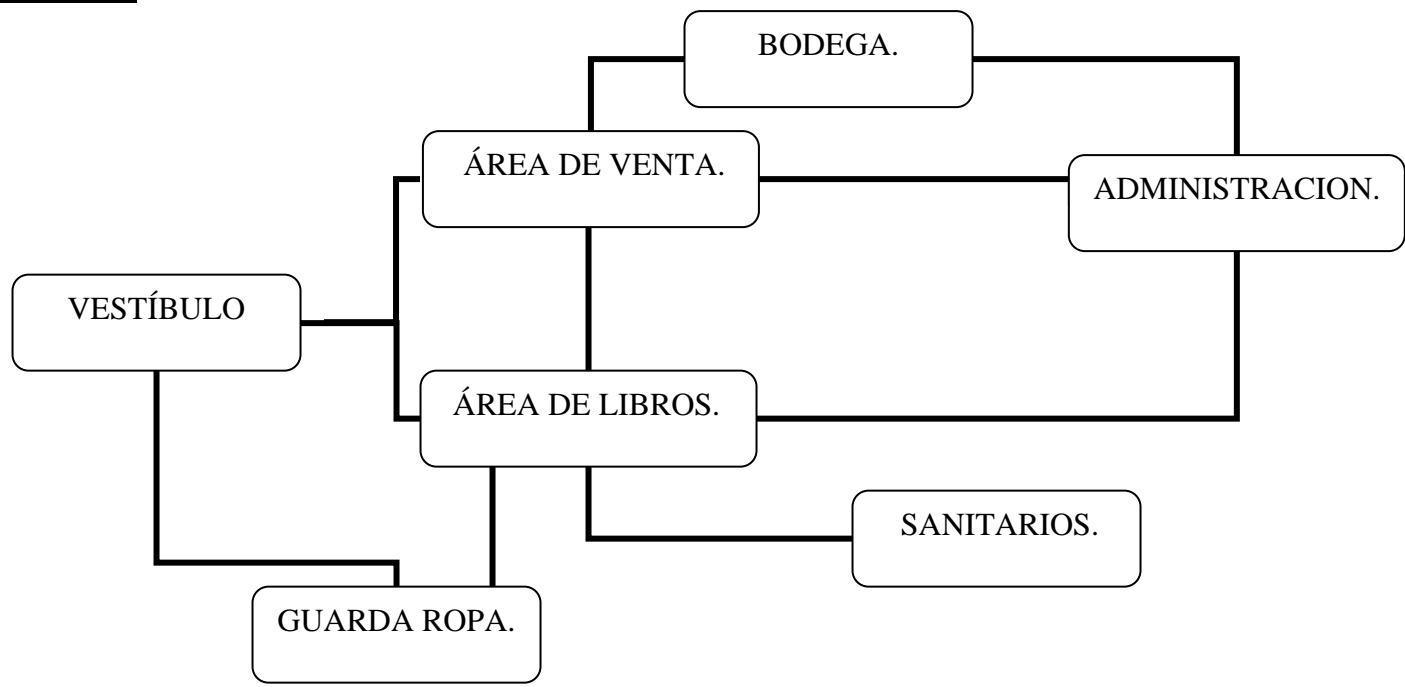 BODEGA.
ÁREA DE VENTA.
ADMINISTRACION.
VESTÍBULO
ÁREA DE LIBROS.
SANITARIOS.
GUARDA ROPA.